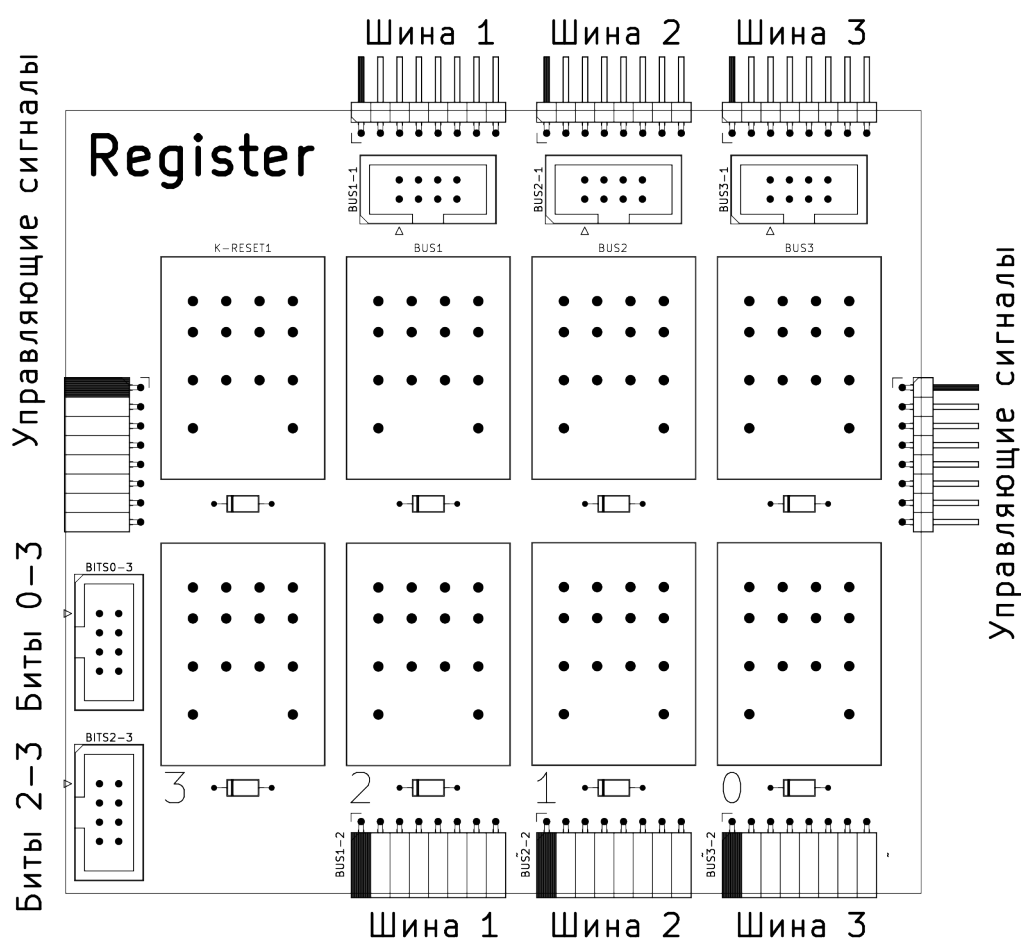 Шина 1
Шина 2
Шина 3
Управляющие сигналы
Register
BUS1-1
BUS2-1
BUS3-1
K-RESET1
BUS1
BUS2
BUS3
Управляющие сигналы
Биты 0-3
BITS0-3
Биты 2-3
BITS2-3
3
2
1
0
BUS1-2
~
BUS2-2
~
BUS3-2
~
Шина 1
Шина 2
Шина 3